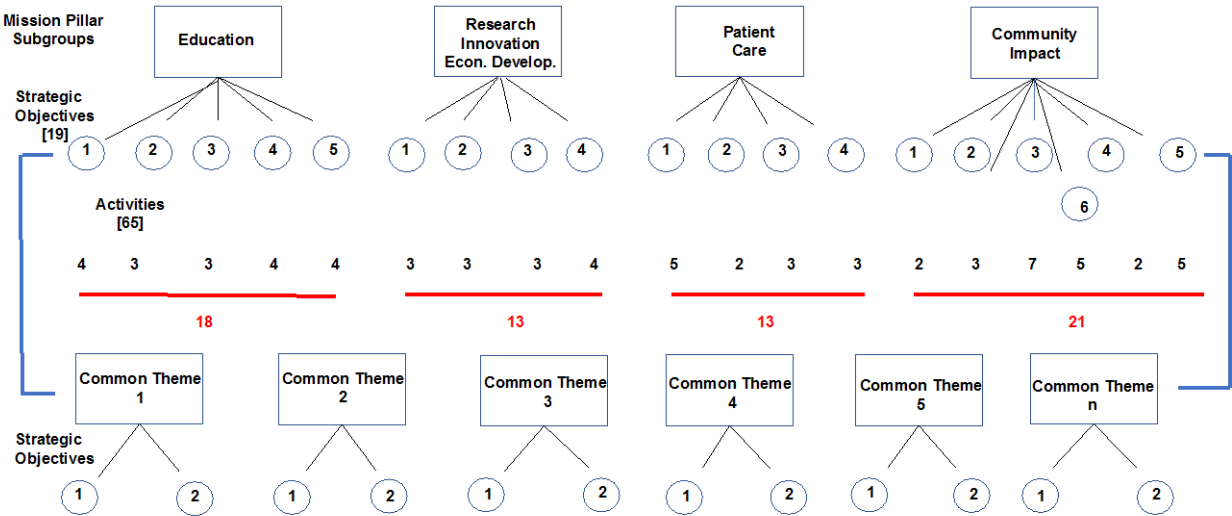 Mission Pillar
Subgroups
Education
Research
Innovation
Econ. Develop.
Patient
Care
Community
Impact
Strategic
Objectives
[19]
1 2 3 4 5 1 2 3 4 1 2 3 4 1 2 3 4 5
6
Activities
[65]
4 3 3 4 4 3 3 3 4 5 2 3 3 2 3 7 5 2 5
18 13 13 21
Common Theme
1
Common Theme
2
Common Theme
3
Common Theme
4
Common Theme
5
Common Theme
n
Strategic
Objectives
1 2 1 2 1 2 1 2 1 2 1 2